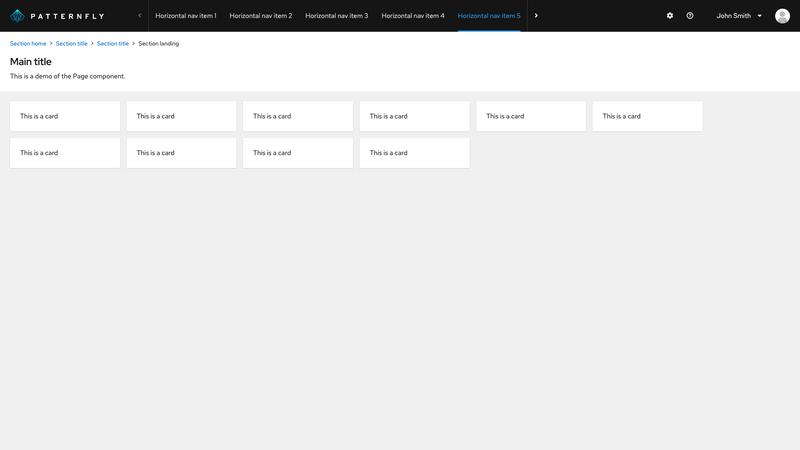 PATTERNFLY
Horizontal nav item 1 Horizontal nav item 2 Horizontal nav item 3 Horizontal nav item 4 Horizontal nav item 5 John Smith
Section home > Section title > Section title > Section landing
Main title
This is a demo of the Page component.
This is a card This is a card This is a card This is a card This is a card This is a card
This is a card This is a card This is a card This is a card